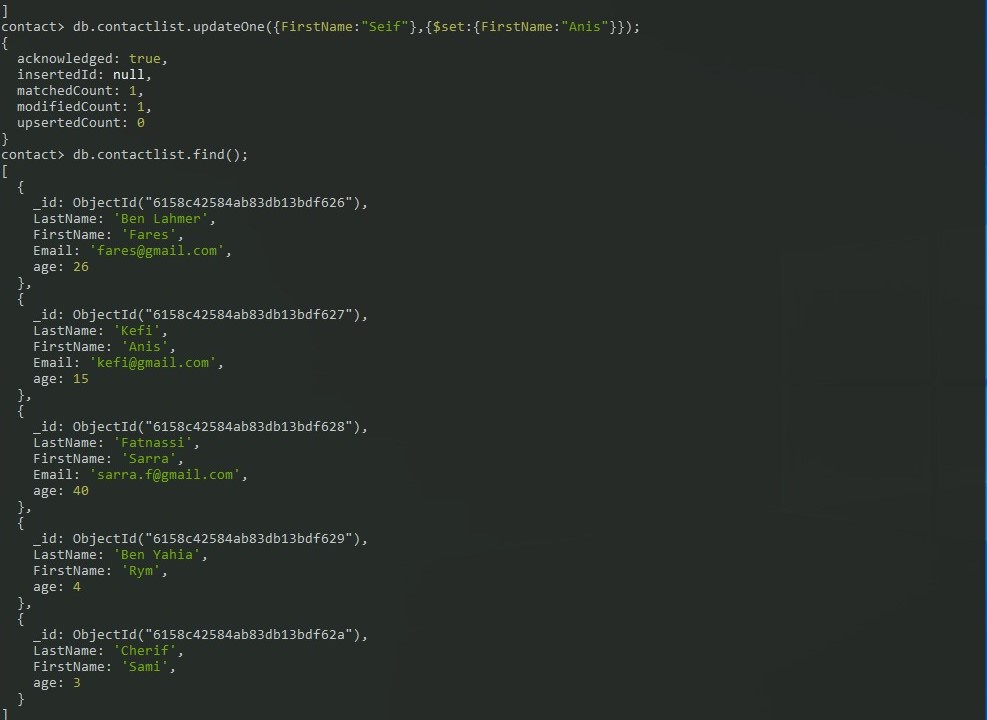 ]
contact> db.contactlist.updateOne({FirstName:"Seif"},{$set:{FirstName:"Anis"}});
{
  acknowledged: true,
  insertedId: null,
  matchedCount: 1,
  modifiedCount: 1,
  upsertedCount: 0
}
contact> db.contactlist.find();
[
  {
    _id: ObjectId("6158c42584ab83db13bdf626"),
    LastName: 'Ben Lahmer',
    FirstName: 'Fares',
    Email: 'fares@gmail.com',
    age: 26
  },
  {
    _id: ObjectId("6158c42584ab83db13bdf627"),
    LastName: 'Kefi',
    FirstName: 'Anis',
    Email: 'kefi@gmail.com',
    age: 15
  },
  {
    _id: ObjectId("6158c42584ab83db13bdf628"),
    LastName: 'Fatnassi',
    FirstName: 'Sarra',
    Email: 'sarra.f@gmail.com',
    age: 40
  },
  {
    _id: ObjectId("6158c42584ab83db13bdf629"),
    LastName: 'Ben Yahia',
    FirstName: 'Rym',
    age: 4
  },
  {
    _id: ObjectId("6158c42584ab83db13bdf62a"),
    LastName: 'Cherif',
    FirstName: 'Sami',
    age: 3
  }
]